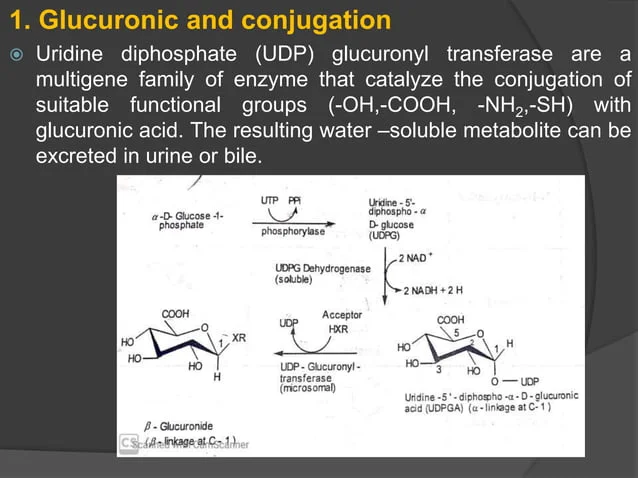 1. Glucuronic and conjugation
Uridine diphosphate (UDP) glucuronyl transferase are a
multigene family of enzyme that catalyze the conjugation of
suitable functional groups (-OH,-COOH, -NH2,-SH) with
glucuronic acid. The resulting water –soluble metabolite can be
excreted in urine or bile.
UTP PPi
α-D- Glucose -1-
phosphate
phosphorylase
Uridine - 5'-
diphospho - α
D- glucose
(UDPG)
UDPG Dehydrogenase
(soluble)
2 NAD+
2 NADH + 2 H
COOH
O
HO
HO
HO
1
XR
H
UDP
Acceptor
HXR
UDP - Glucuronyl -
transferase
(microsomal)
COOH
5
O
2
1
H
HO
HO
3
HO
O — UDP
Uridine -5' - diphospho -α - D - glucuronic
acid (UDPGA) (α - linkage at C- 1)
β - Glucuronide
(β - linkage at C - 1)
CS
Scanned with CamScanner